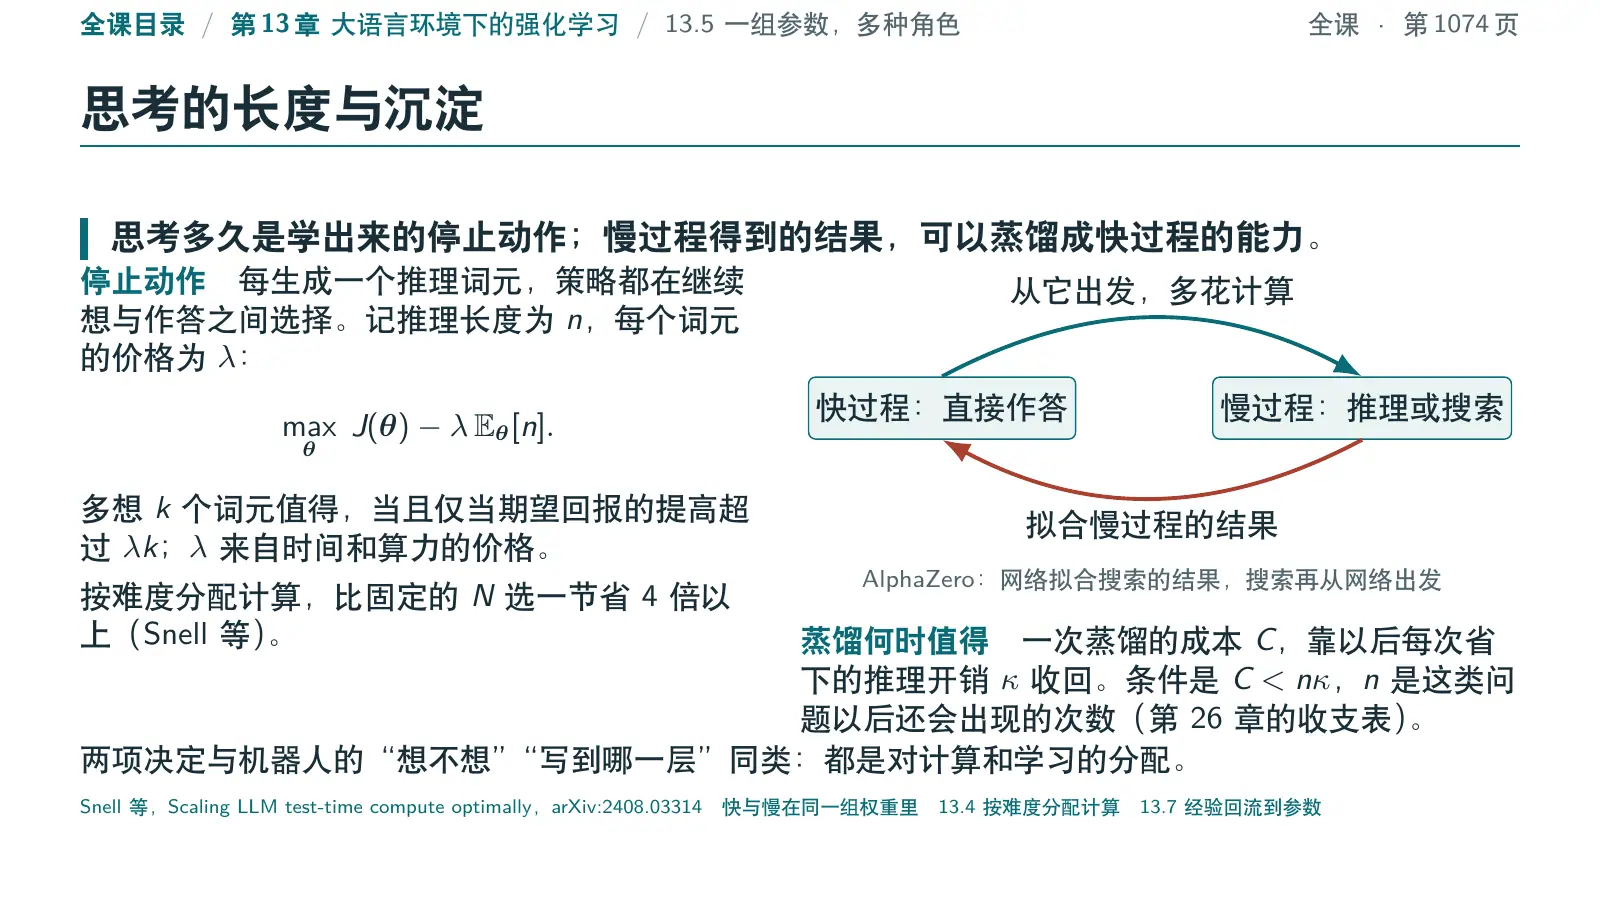 全课目录 / 第 13 章 大语言环境下的强化学习 / 13.5 一组参数，多种角色
全课 · 第 1074 页
思考的长度与沉淀
思考多久是学出来的停止动作；慢过程得到的结果，可以蒸馏成快过程的能力。
停止动作 每生成一个推理词元，策略都在继续
想与作答之间选择。记推理长度为 n，每个词元
的价格为 λ：
max_θ J(θ) − λ 𝔼_θ[n].
多想 k 个词元值得，当且仅当期望回报的提高超
过 λk；λ 来自时间和算力的价格。
按难度分配计算，比固定的 N 选一节省 4 倍以
上（Snell 等）。
从它出发，多花计算
快过程：直接作答
慢过程：推理或搜索
拟合慢过程的结果
AlphaZero：网络拟合搜索的结果，搜索再从网络出发
蒸馏何时值得 一次蒸馏的成本 C，靠以后每次省
下的推理开销 κ 收回。条件是 C < nκ，n 是这类问
题以后还会出现的次数（第 26 章的收支表）。
两项决定与机器人的“想不想”“写到哪一层”同类：都是对计算和学习的分配。
Snell 等，Scaling LLM test-time compute optimally，arXiv:2408.03314 快与慢在同一组权重里 13.4 按难度分配计算 13.7 经验回流到参数